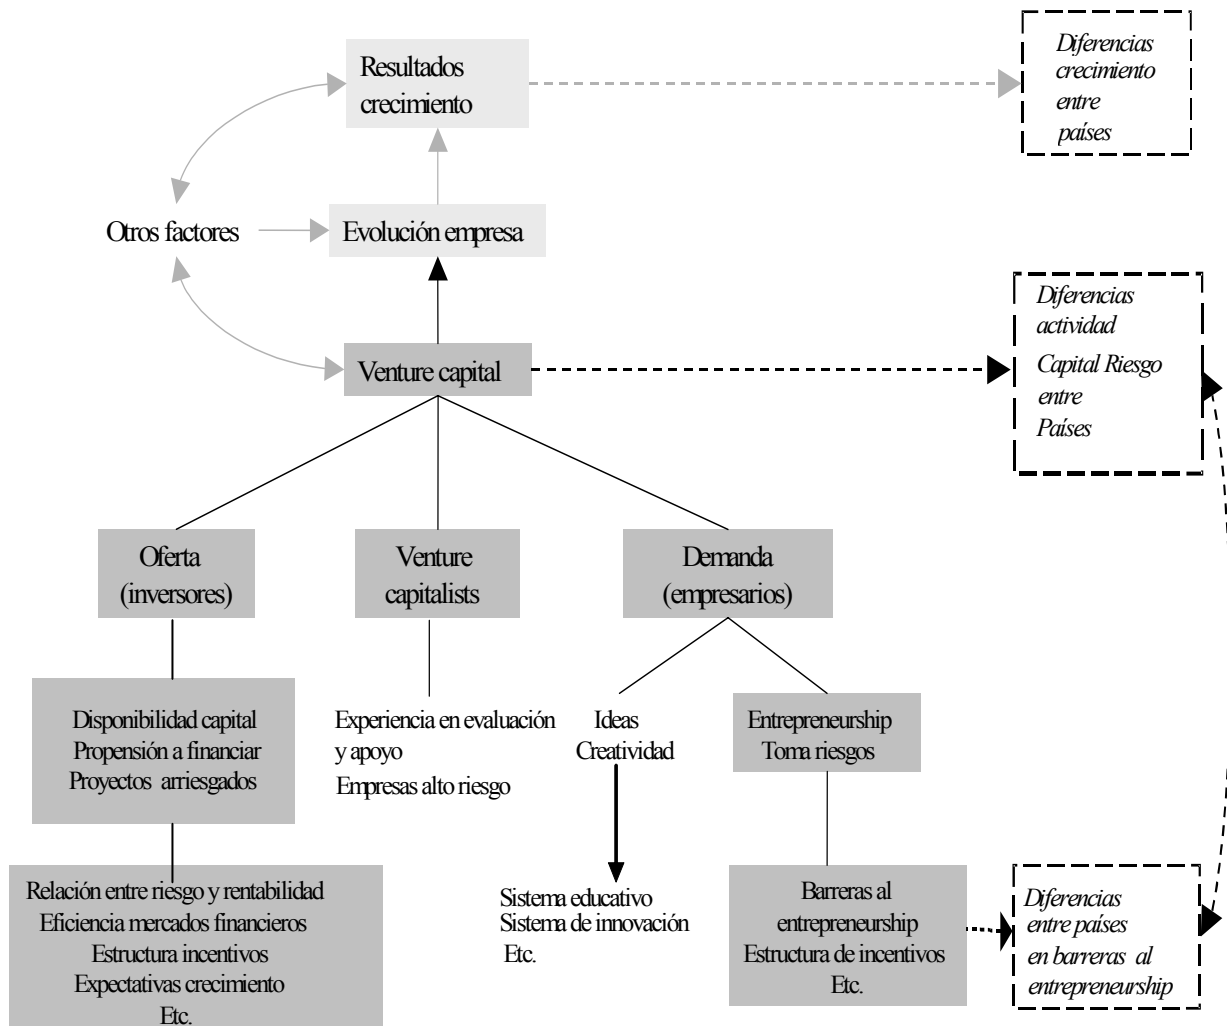 Resultados
crecimiento
Diferencias
crecimiento
entre
países
Otros factores
Evolución empresa
Venture capital
Diferencias
actividad
Capital Riesgo
entre
Países
Oferta
(inversores)
Venture
capitalists
Demanda
(empresarios)
Disponibilidad capital
Propensión a financiar
Proyectos arriesgados
Experiencia en evaluación
y apoyo
Empresas alto riesgo
Ideas
Creatividad
Entrepreneurship
Toma riesgos
Relación entre riesgo y rentabilidad
Eficiencia mercados financieros
Estructura incentivos
Expectativas crecimiento
Etc.
Sistema educativo
Sistema de innovación
Etc.
Barreras al
entrepreneurship
Estructura de incentivos
Etc.
Diferencias
entre países
en barreras al
entrepreneurship